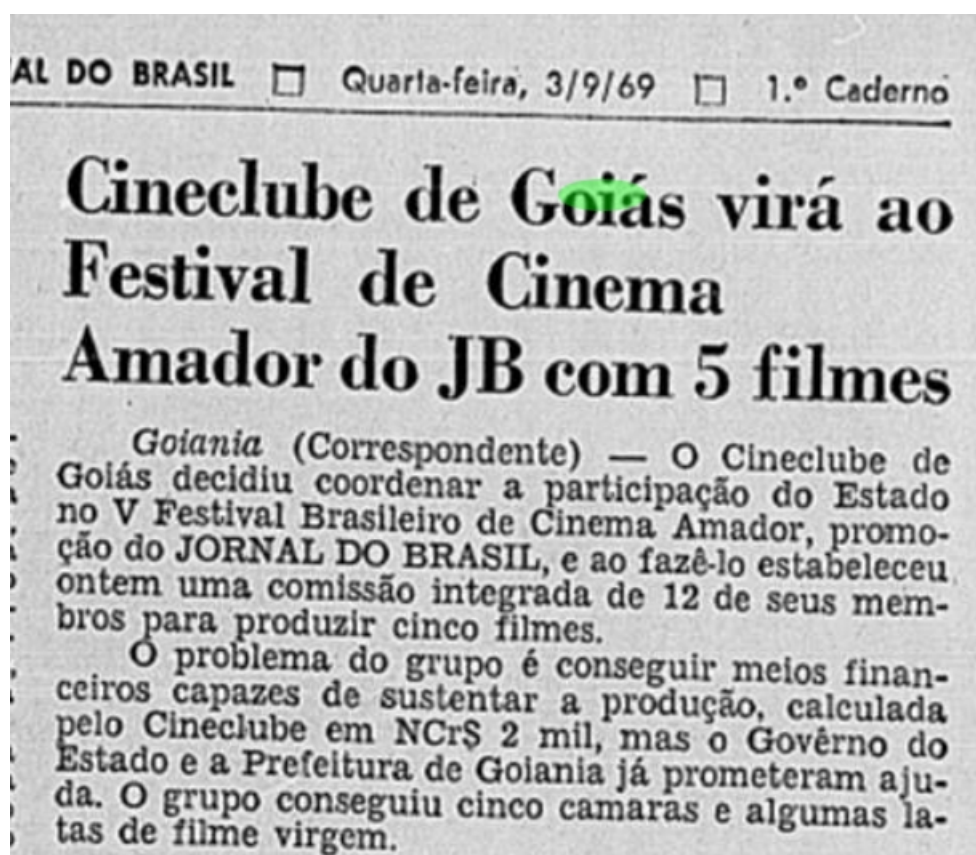 AL DO BRASIL □ Quarta-feira, 3/9/69 □ 1.º Caderno
Cineclube de Goiás virá ao
Festival de Cinema
Amador do JB com 5 filmes
Goiania (Correspondente) — O Cineclube de
Goiás decidiu coordenar a participação do Estado
no V Festival Brasileiro de Cinema Amador, promo-
ção do JORNAL DO BRASIL, e ao fazê-lo estabeleceu
ontem uma comissão integrada de 12 de seus mem-
bros para produzir cinco filmes.
O problema do grupo é conseguir meios finan-
ceiros capazes de sustentar a produção, calculada
pelo Cineclube em NCr$ 2 mil, mas o Govêrno do
Estado e a Prefeitura de Goiania já prometeram aju-
da. O grupo conseguiu cinco camaras e algumas la-
tas de filme virgem.